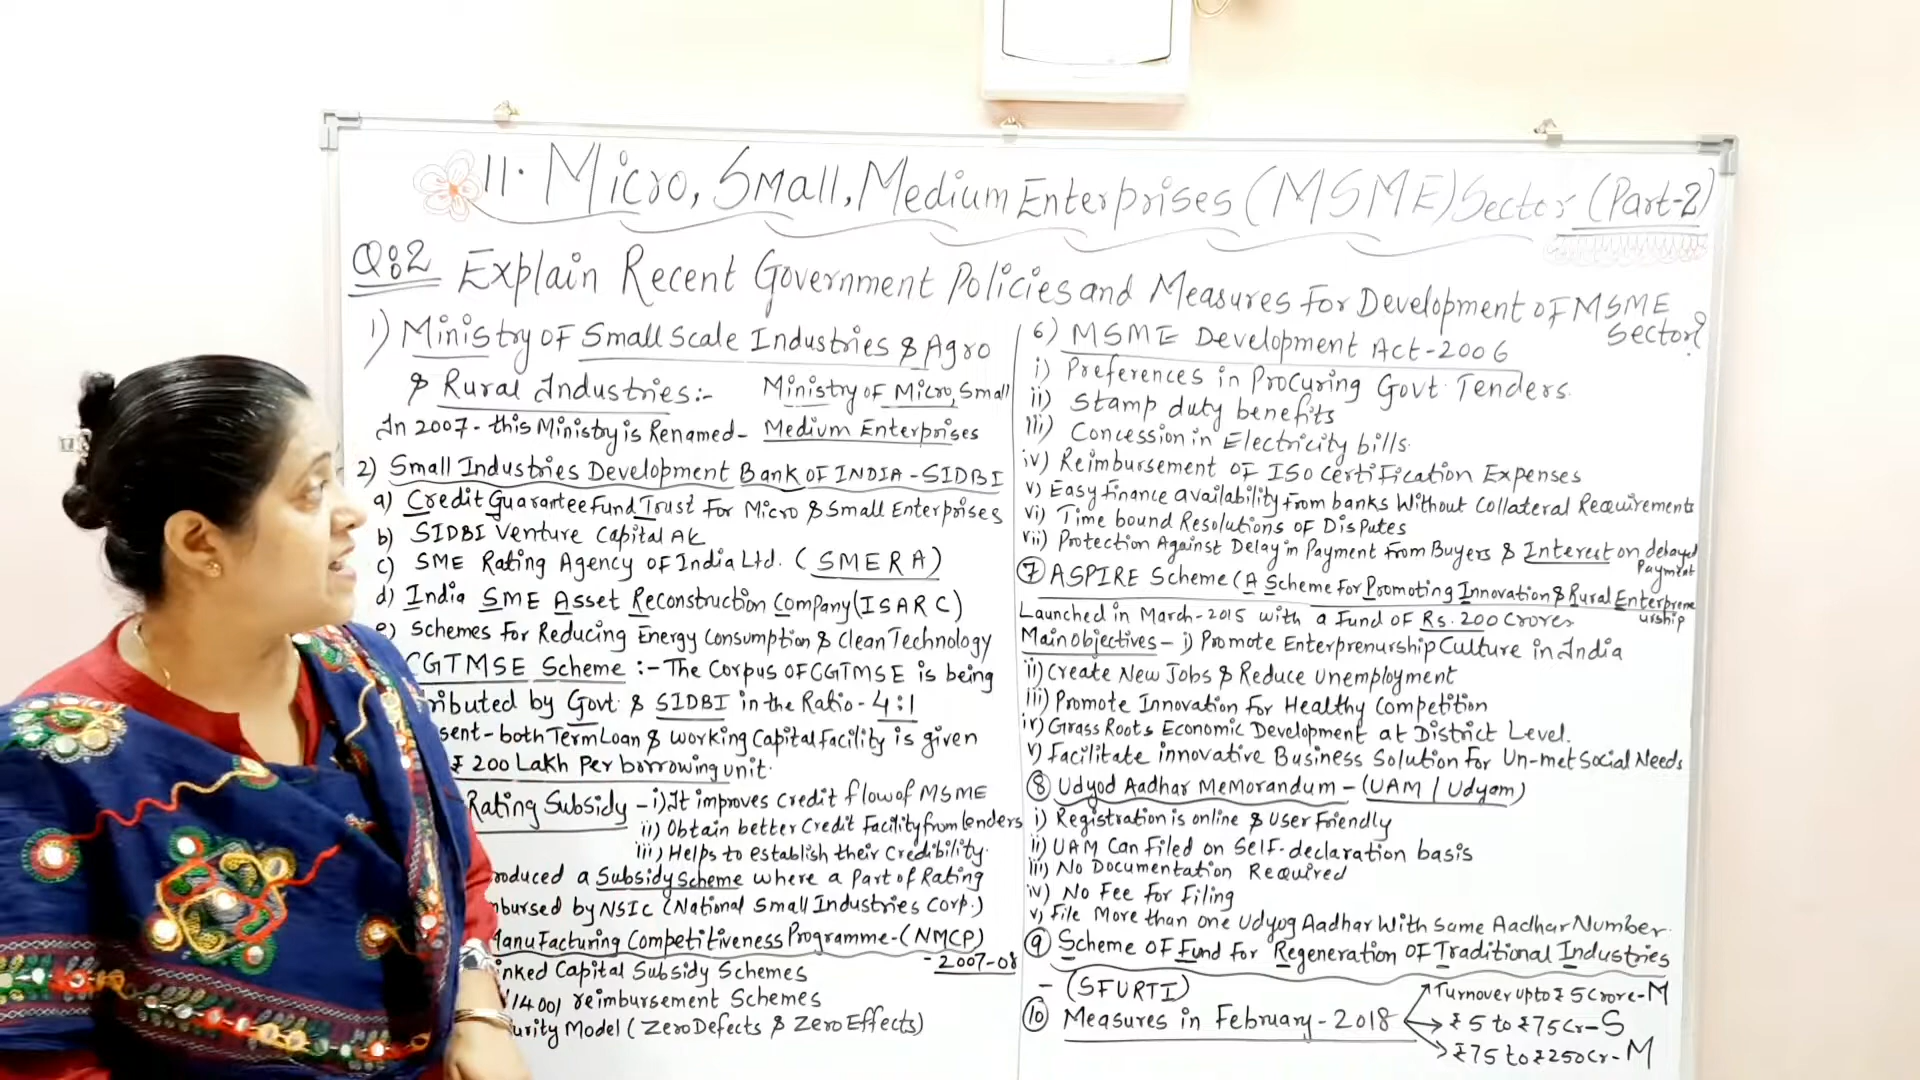 11. Micro, Small, Medium Enterprises (MSME) Sector (Part-2)
Q:2 Explain Recent Government Policies and Measures For Development of MSME
Sector?
1) Ministry of Small Scale Industries & Agro
& Rural Industries:- Ministry of Micro, Small
In 2007 - this Ministry is Renamed - Medium Enterprises
2) Small Industries Development Bank of INDIA - SIDBI
a) Credit Guarantee Fund Trust For Micro & Small Enterprises
b) SIDBI Venture Capital
c) SME Rating Agency of India Ltd. (SMERA)
d) India SME Asset Reconstruction Company (ISARC)
e) Schemes For Reducing Energy Consumption & Clean Technology
CGTMSE Scheme :- The Corpus of CGTMSE is being
ributed by Govt & SIDBI in the Ratio - 4:1
sent - both Term Loan & working Capital Facility is given
₹ 200 Lakh Per borrowing unit.
Rating Subsidy - i) It improves credit flow of MSME
ii) Obtain better Credit Facility from lenders
iii) Helps to establish their Credibility.
roduced a Subsidy Scheme where a Part of Rating
mbursed by NSIC (National Small Industries Corp.)
Manufacturing Competitiveness Programme - (NMCP)
- 2007-08
inked Capital Subsidy Schemes
/14001 reimbursement Schemes
urity Model (Zero Defects & Zero Effects)
6) MSME Development Act - 2006
i) Preferences in Procuring Govt. Tenders.
ii) Stamp duty benefits
iii) Concession in Electricity bills.
iv) Reimbursement of ISO Certification Expenses
v) Easy finance availability From banks Without Collateral Requirements
vi) Time bound Resolutions of Disputes
vii) Protection Against Delay in Payment From Buyers & Interest on delayed
Payment
7 ASPIRE Scheme (A Scheme For Promoting Innovation & Rural Enterprene
urship
Launched in March - 2015 with a Fund of Rs. 200 Crores
Main objectives - i) Promote Enterprenurship Culture in India
ii) Create New Jobs & Reduce Unemployment
iii) Promote Innovation For Healthy Competition
iv) Grass Roots Economic Development at District Level.
v) Facilitate innovative Business Solution For Un-met Social Needs
8 Udyod Aadhar Memorandum - (UAM / Udyam)
i) Registration is online & User Friendly
ii) UAM Can Filed on Self-declaration basis
iii) No Documentation Required
iv) No Fee For Filing
v) File More than one Udyog Aadhar With Same Aadhar Number.
9 Scheme of Fund For Regeneration of Traditional Industries
- (SFURTI)
Turnover upto ₹ 5 Crore - M
10 Measures in February - 2018 ₹ 5 to ₹75 Cr - S
₹75 to ₹250 Cr - M